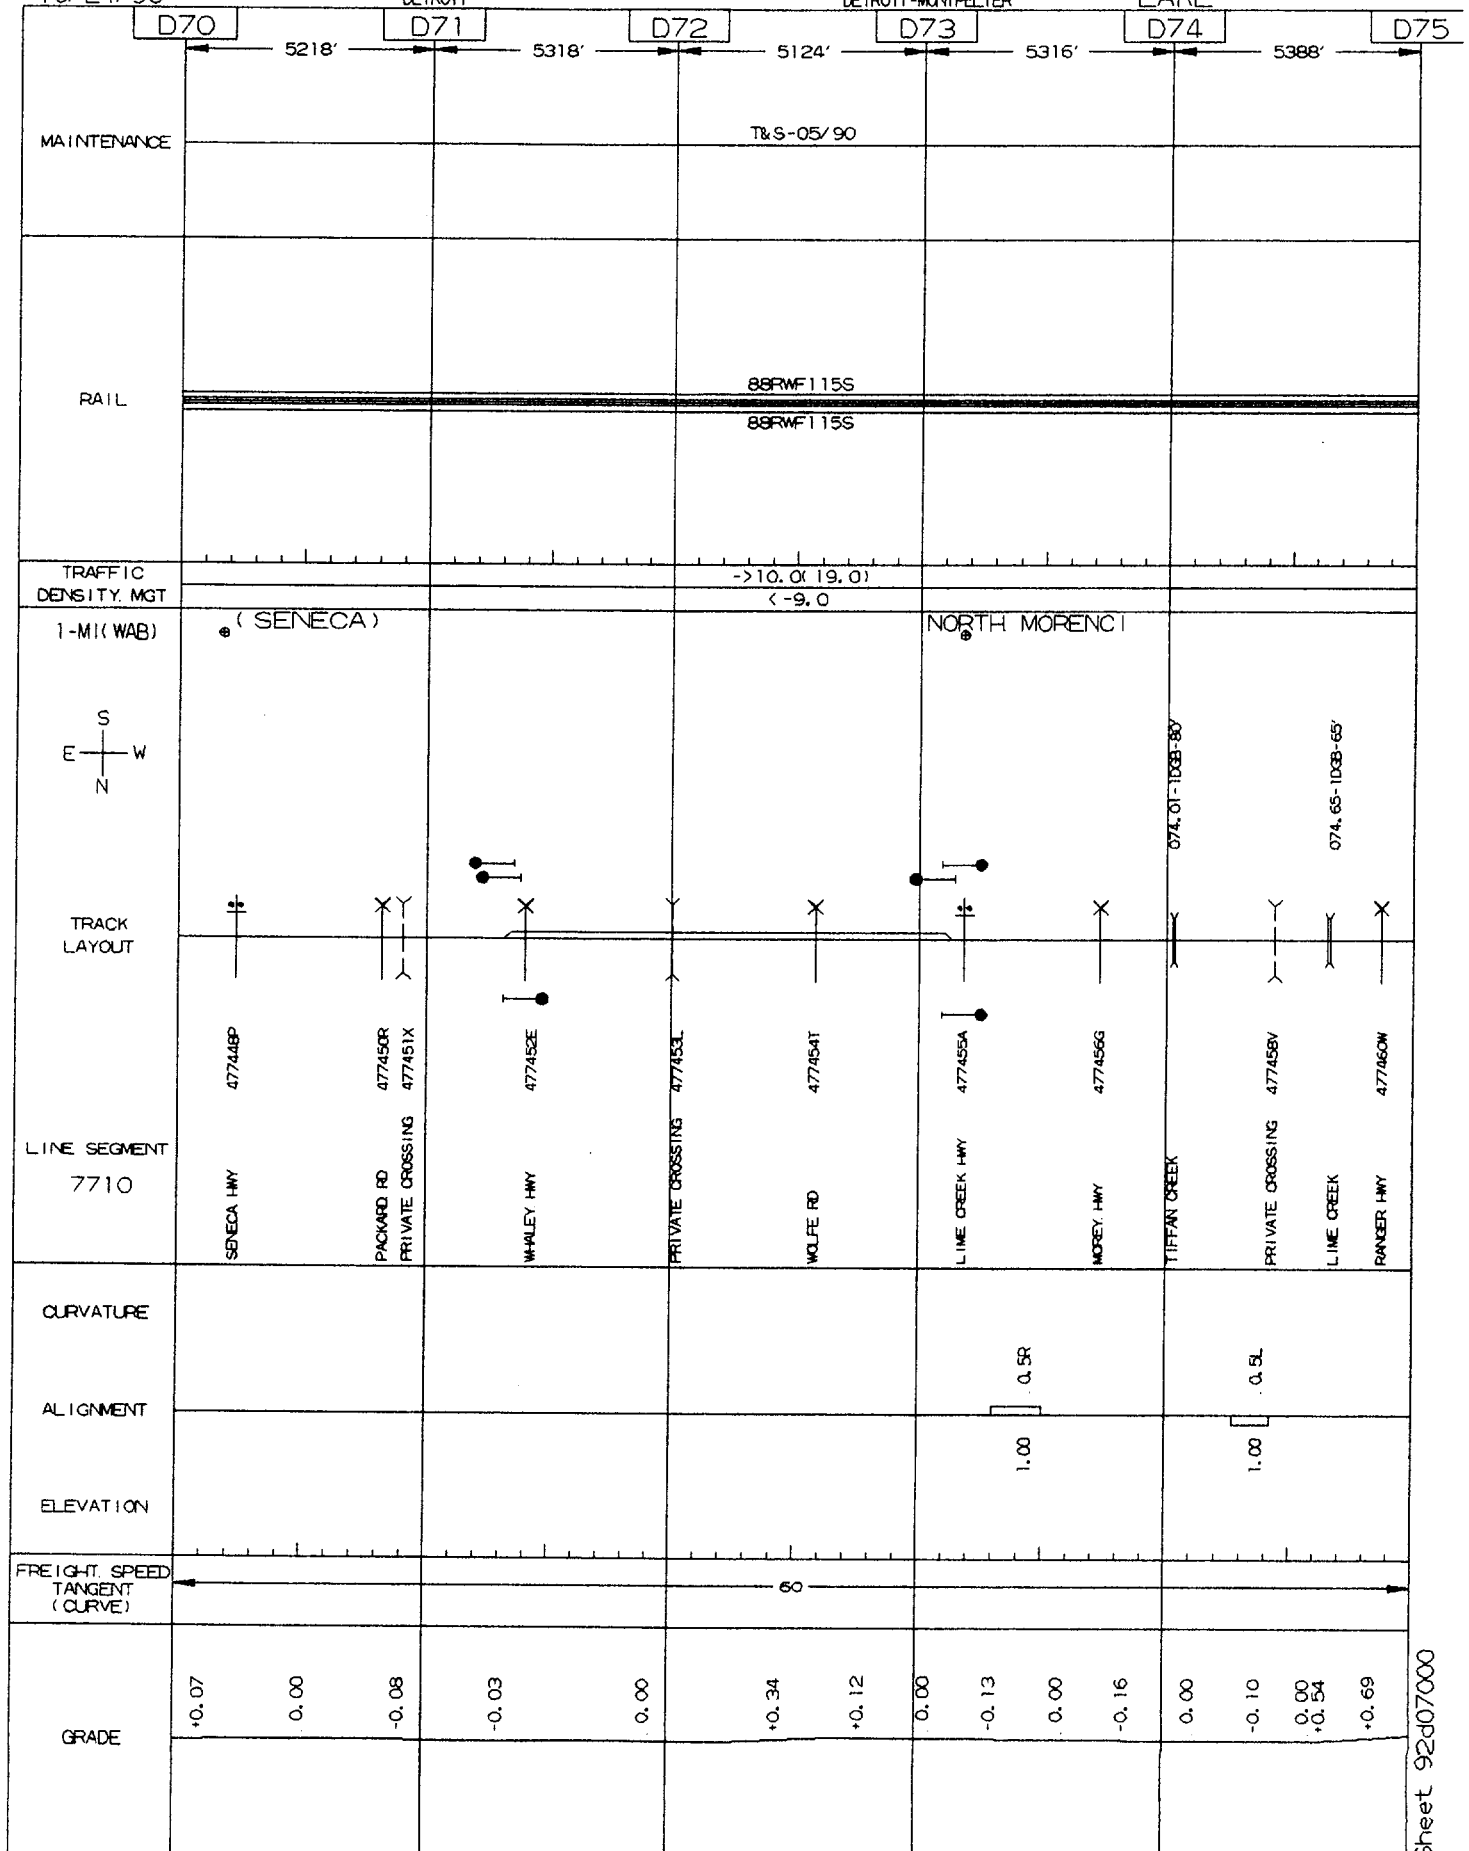 DETROIT
DETROIT-MONTPELIER
LAKE
D70
D71
D72
D73
D74
D75
5218'
5318'
5124'
5316'
5388'
MAINTENANCE
T&S-05/90
RAIL
88RWF115S
88RWF115S
TRAFFIC
DENSITY. MGT
->10.0(19.0)
<-9.0
1-MI(WAB)
(SENECA)
NORTH MORENCI
S
E
W
N
074.01-1DGB-80'
074.65-1DGB-65'
TRACK
LAYOUT
477448P
477450R
477451X
477452E
477453L
477454T
477455A
477456G
477458V
477460W
LINE SEGMENT
7710
SENECA HWY
PACKARD RD
PRIVATE CROSSING
WHALEY HWY
PRIVATE CROSSING
WOLFE RD
LIME CREEK HWY
MOREY HWY
TIFFAN CREEK
PRIVATE CROSSING
LIME CREEK
RANGER HWY
CURVATURE
0.5R
0.5L
ALIGNMENT
1.00
1.00
ELEVATION
FREIGHT. SPEED
TANGENT
(CURVE)
60
GRADE
+0.07
0.00
-0.08
-0.03
0.00
+0.34
+0.12
0.00
-0.13
0.00
-0.16
0.00
-0.10
0.00
+0.54
+0.69
Sheet 92d07000